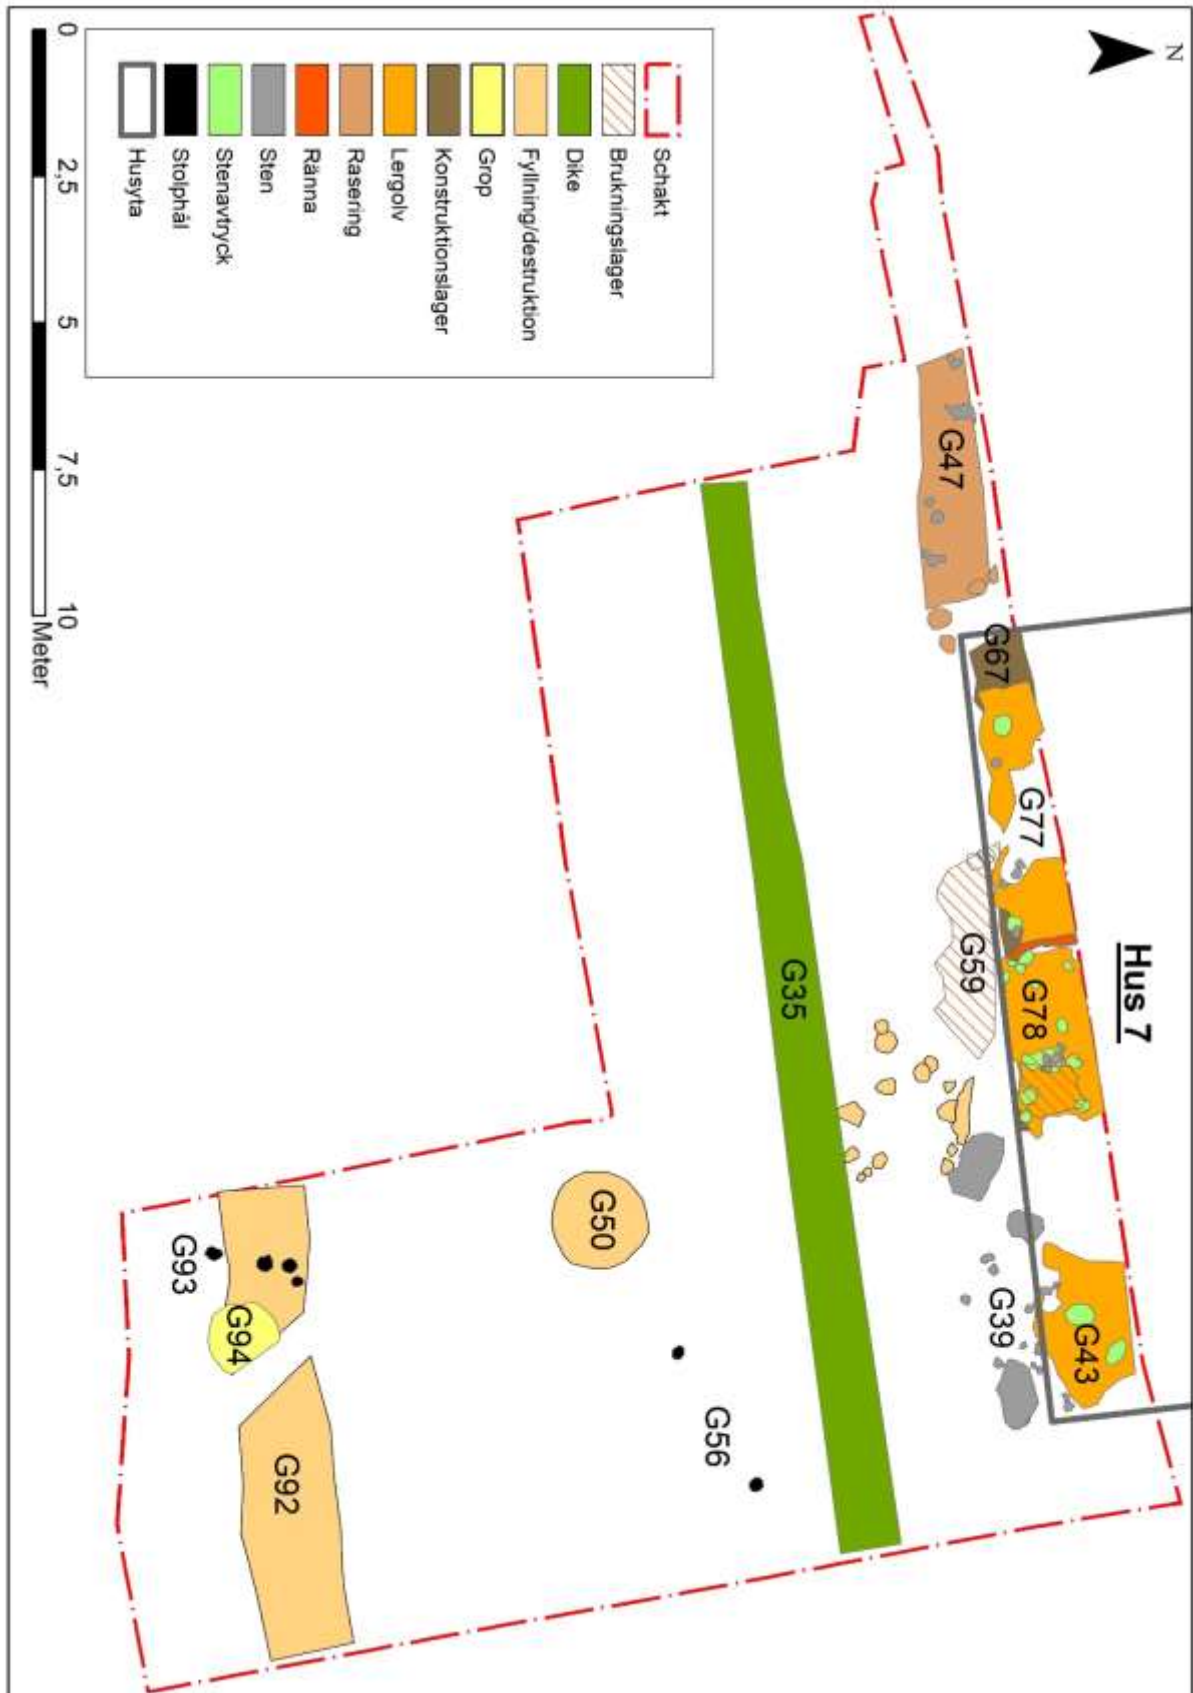 N
Hus 7
G47
G67
G77
G59
G78
G35
G39
G43
G50
G56
G93
G94
G92
Schakt
Brukningslager
Dike
Fyllning/destruktion
Grop
Konstruktionslager
Lergolv
Rasering
Ränna
Sten
Stenavtryck
Stolphål
Husyta
0 2,5 5 7,5 10
Meter